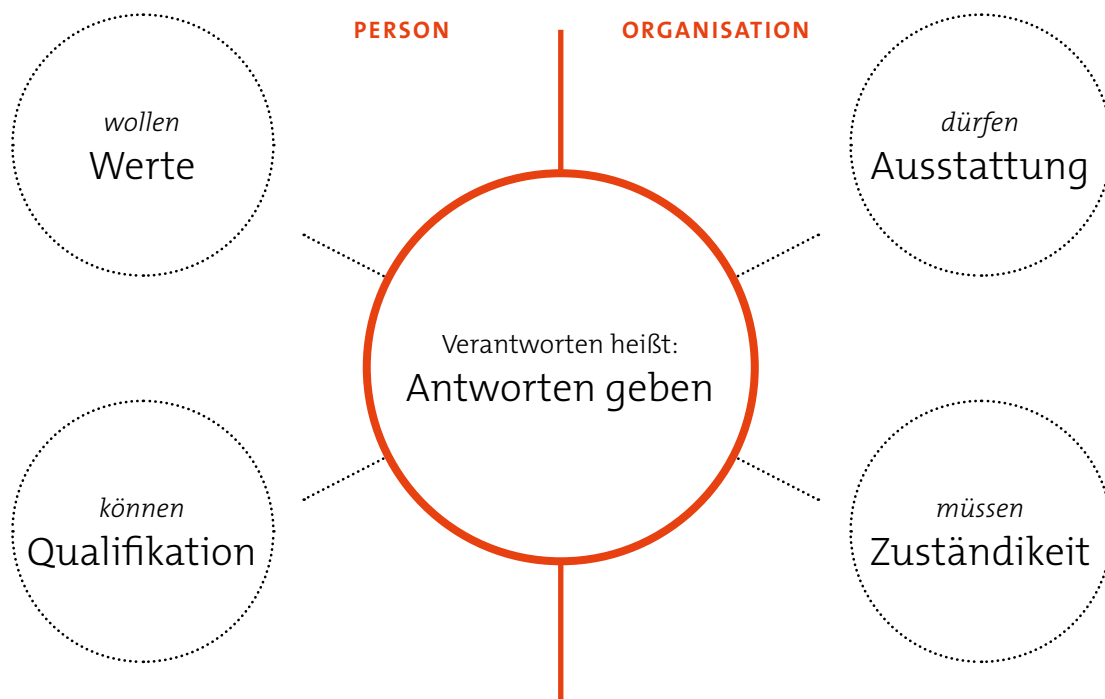 PERSON
ORGANISATION
wollen
Werte
dürfen
Ausstattung
Verantworten heißt:
Antworten geben
können
Qualifikation
müssen
Zuständikeit